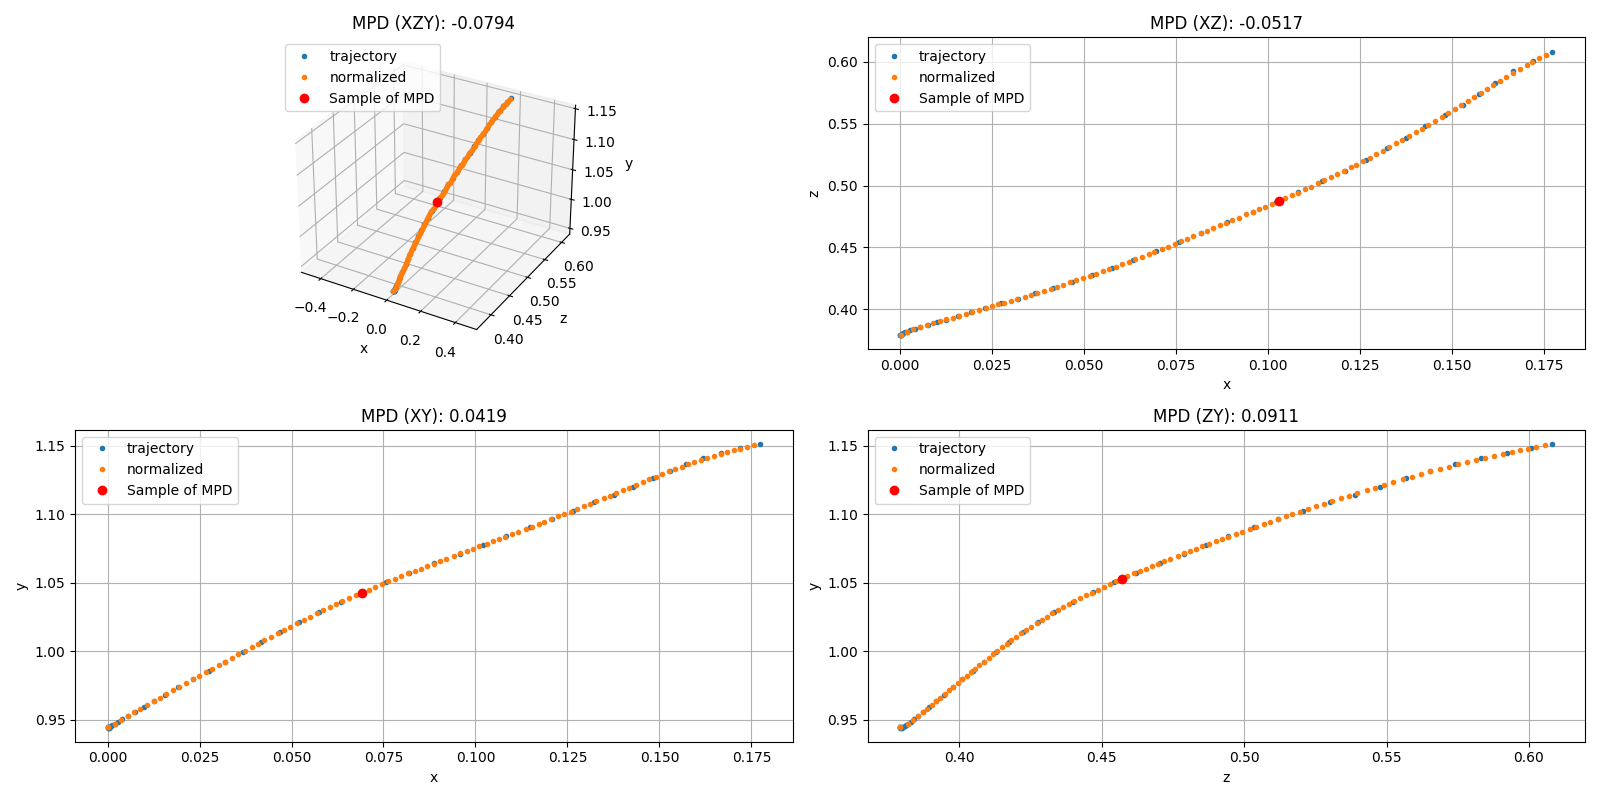 MPD (XZY): -0.0794
trajectory
normalized
Sample of MPD
1.15
1.10
1.05
1.00
0.95
y
0.60
0.55
0.50
0.45
0.40
z
−0.4
−0.2
0.0
0.2
0.4
x
MPD (XZ): -0.0517
trajectory
normalized
Sample of MPD
0.60
0.55
0.50
0.45
0.40
z
0.000 0.025 0.050 0.075 0.100 0.125 0.150 0.175
x
MPD (XY): 0.0419
trajectory
normalized
Sample of MPD
1.15
1.10
1.05
1.00
0.95
y
0.000 0.025 0.050 0.075 0.100 0.125 0.150 0.175
x
MPD (ZY): 0.0911
trajectory
normalized
Sample of MPD
1.15
1.10
1.05
1.00
0.95
y
0.40 0.45 0.50 0.55 0.60
z